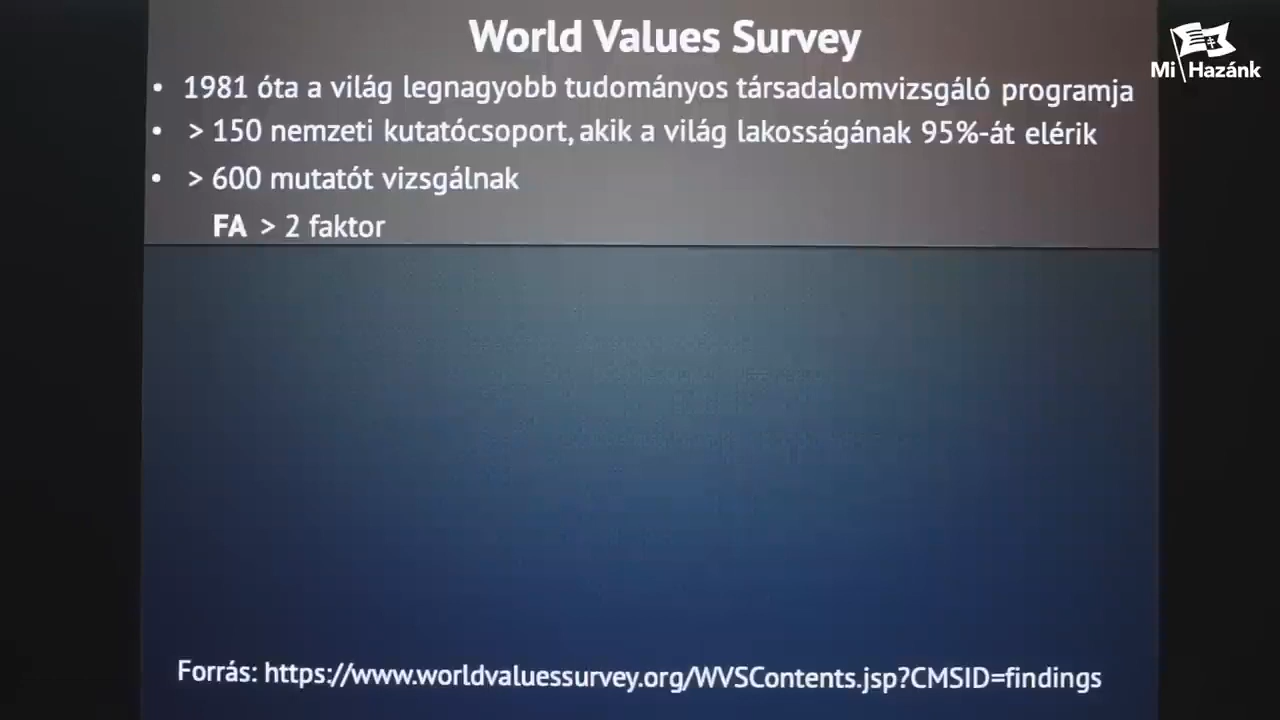 World Values Survey
Mi Hazánk
• 1981 óta a világ legnagyobb tudományos társadalomvizsgáló programja
• > 150 nemzeti kutatócsoport, akik a világ lakosságának 95%-át elérik
• > 600 mutatót vizsgálnak
FA > 2 faktor
Forrás: https://www.worldvaluessurvey.org/WVSContents.jsp?CMSID=findings